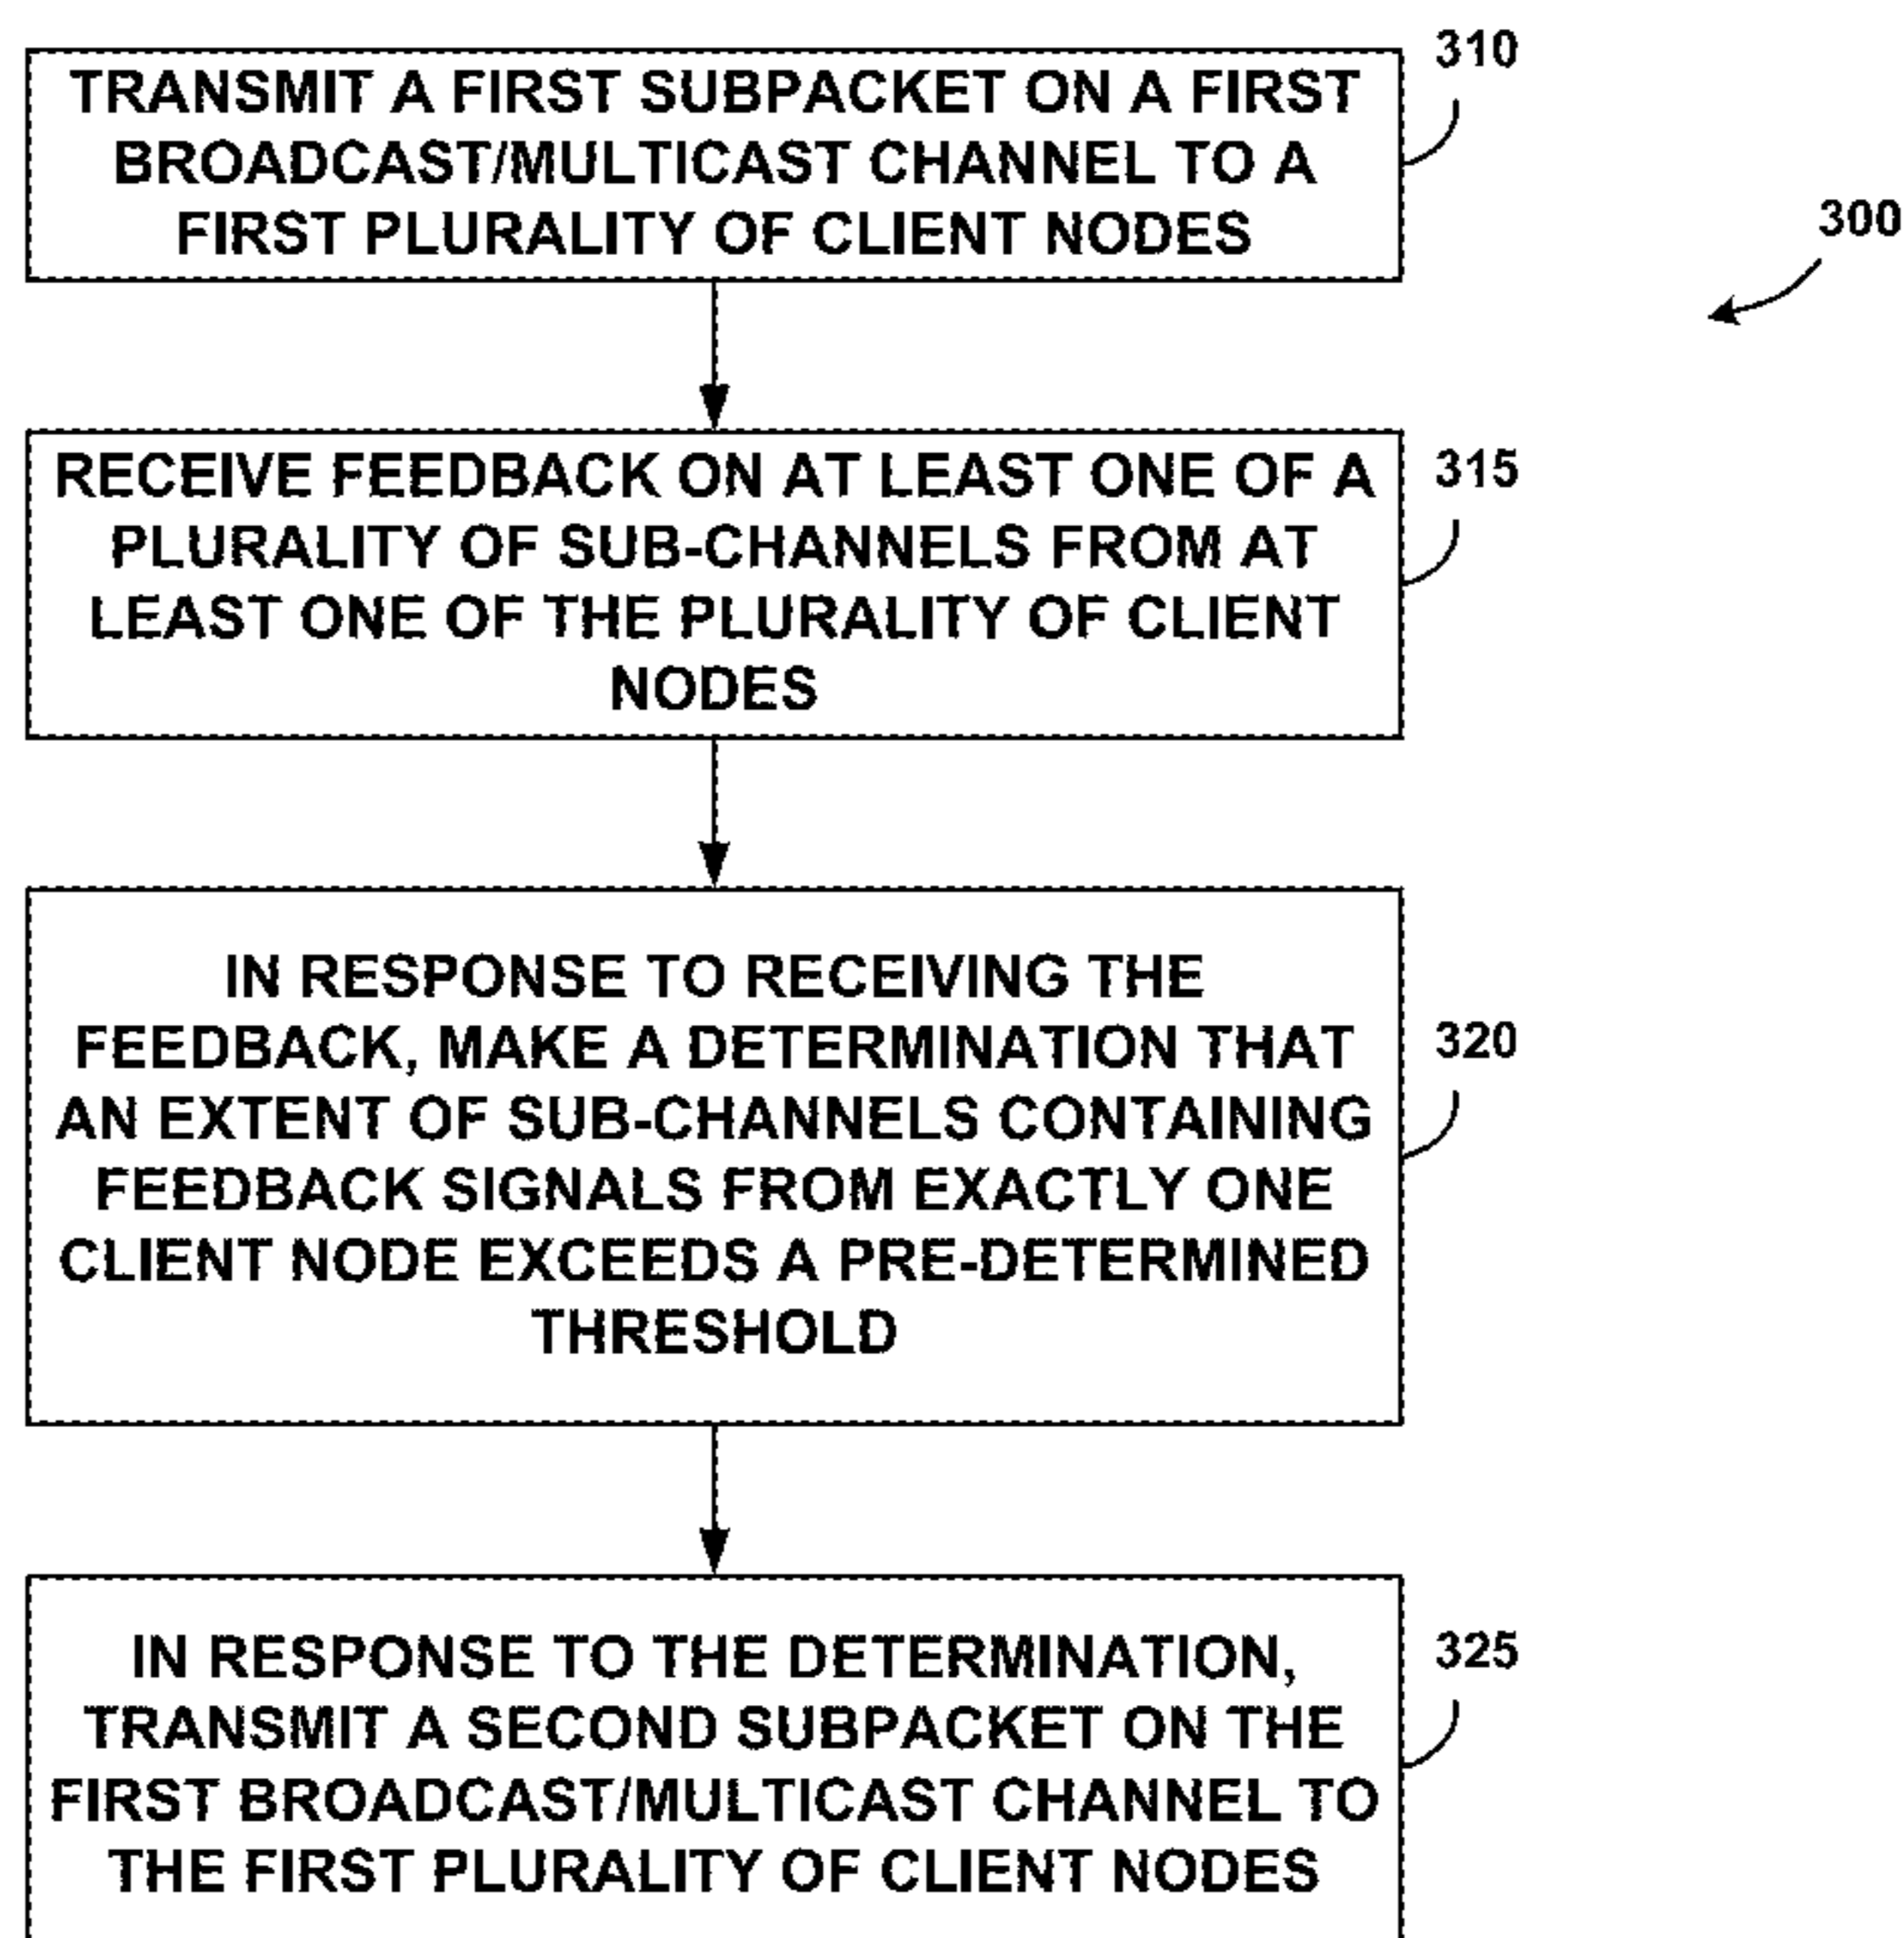 TRANSMIT A FIRST SUBPACKET ON A FIRST
BROADCAST/MULTICAST CHANNEL TO A
FIRST PLURALITY OF CLIENT NODES
310
300
RECEIVE FEEDBACK ON AT LEAST ONE OF A
PLURALITY OF SUB-CHANNELS FROM AT
LEAST ONE OF THE PLURALITY OF CLIENT
NODES
315
IN RESPONSE TO RECEIVING THE
FEEDBACK, MAKE A DETERMINATION THAT
AN EXTENT OF SUB-CHANNELS CONTAINING
FEEDBACK SIGNALS FROM EXACTLY ONE
CLIENT NODE EXCEEDS A PRE-DETERMINED
THRESHOLD
320
IN RESPONSE TO THE DETERMINATION,
TRANSMIT A SECOND SUBPACKET ON THE
FIRST BROADCAST/MULTICAST CHANNEL TO
THE FIRST PLURALITY OF CLIENT NODES
325